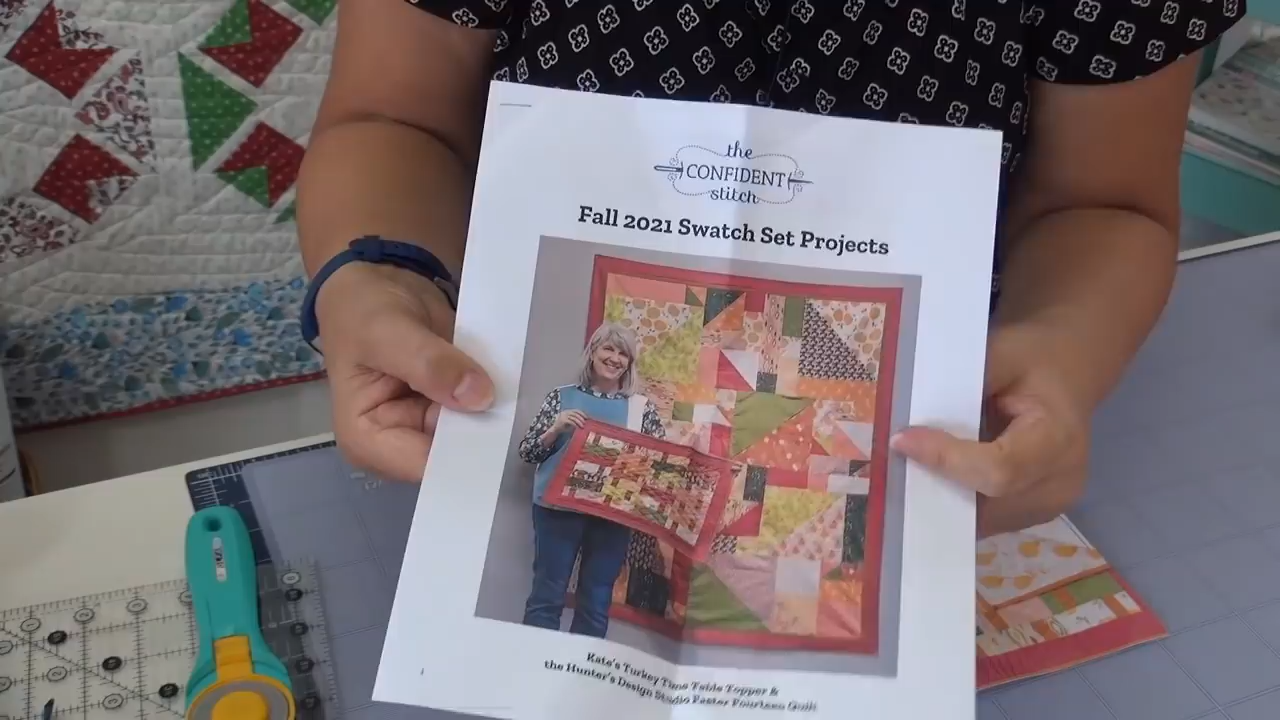 the
CONFIDENT
stitch
Fall 2021 Swatch Set Projects
Kate's Turkey Time Table Topper &
the Hunter's Design Studio Faster Fourteen Quilt